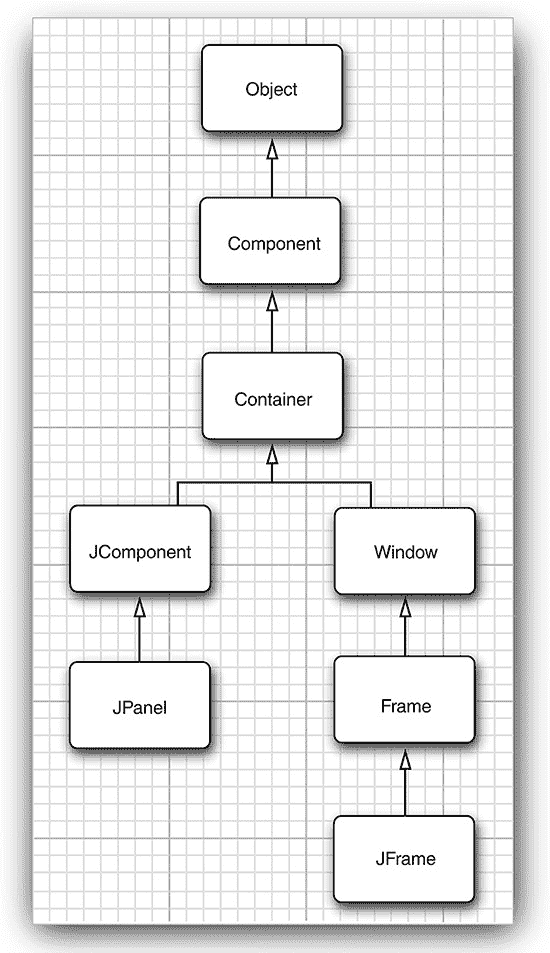 Object
Component
Container
JComponent
Window
JPanel
Frame
JFrame